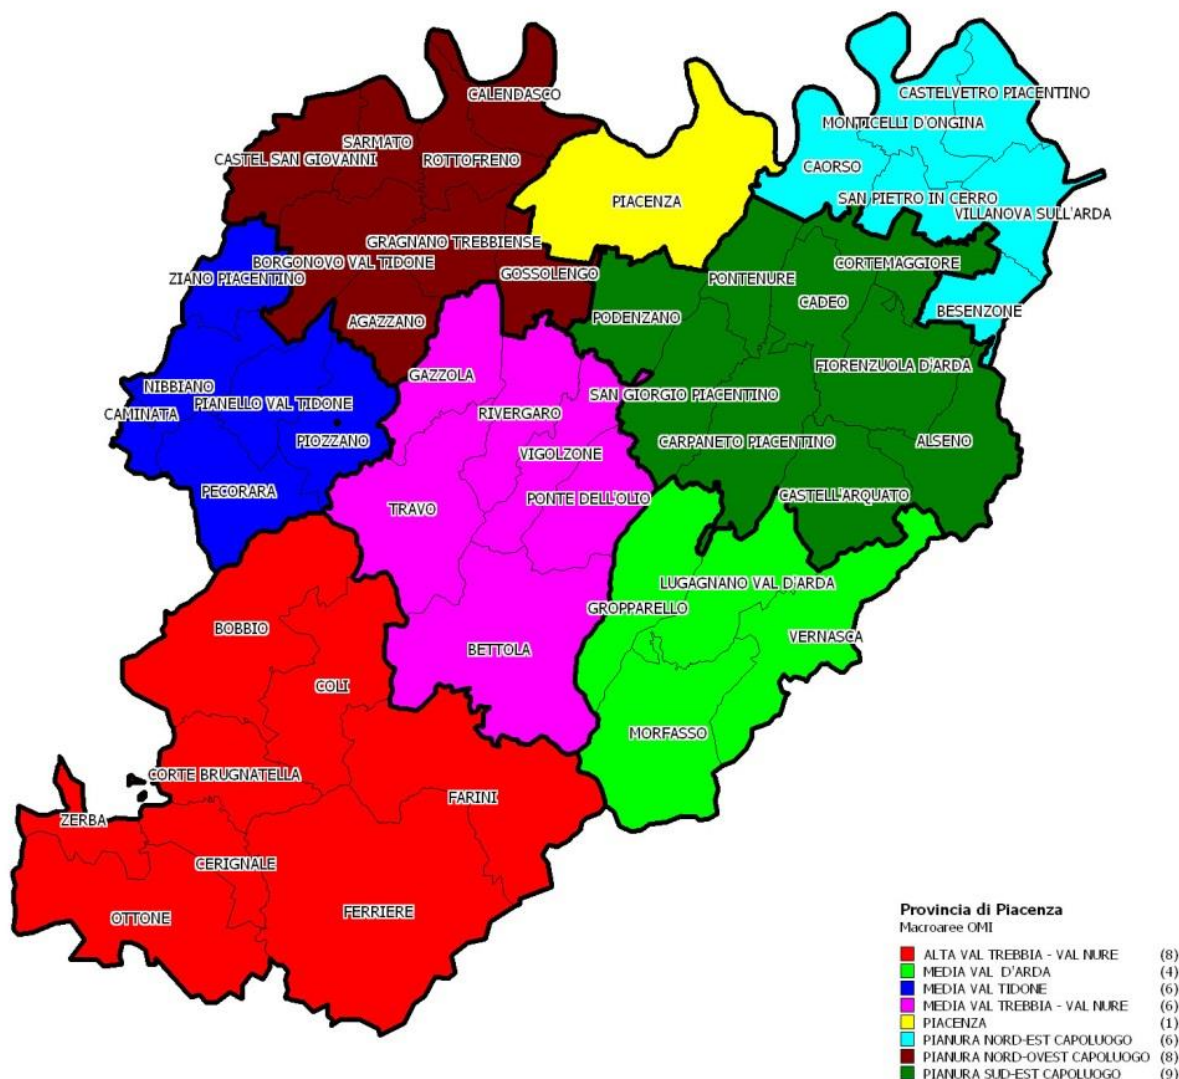 CALENDASCO
CASTELVETRO PIACENTINO
MONTICELLI D'ONGINA
SARMATO
CASTEL SAN GIOVANNI
ROTTOFRENO
CAORSO
PIACENZA
SAN PIETRO IN CERRO
VILLANOVA SULL'ARDA
GRAGNANO TREBBIENSE
BORGONOVO VAL TIDONE
ZIANO PIACENTINO
GOSSOLENGO
PONTENURE
CORTEMAGGIORE
CADEO
BESENZONE
AGAZZANO
PODENZANO
FIORENZUOLA D'ARDA
GAZZOLA
NIBBIANO
SAN GIORGIO PIACENTINO
PIANELLO VAL TIDONE
CAMINATA
RIVERGARO
PIOZZANO
CARPANETO PIACENTINO
ALSENO
VIGOLZONE
PECORARA
CASTELL'ARQUATO
PONTE DELL'OLIO
TRAVO
LUGAGNANO VAL D'ARDA
GROPPARELLO
BOBBIO
VERNASCA
BETTOLA
COLI
MORFASSO
CORTE BRUGNATELLA
FARINI
ZERBA
CERIGNALE
FERRIERE
OTTONE
Provincia di Piacenza
Macroaree OMI
ALTA VAL TREBBIA - VAL NURE (8)
MEDIA VAL D'ARDA (4)
MEDIA VAL TIDONE (6)
MEDIA VAL TREBBIA - VAL NURE (6)
PIACENZA (1)
PIANURA NORD-EST CAPOLUOGO (6)
PIANURA NORD-OVEST CAPOLUOGO (8)
PIANURA SUD-EST CAPOLUOGO (9)